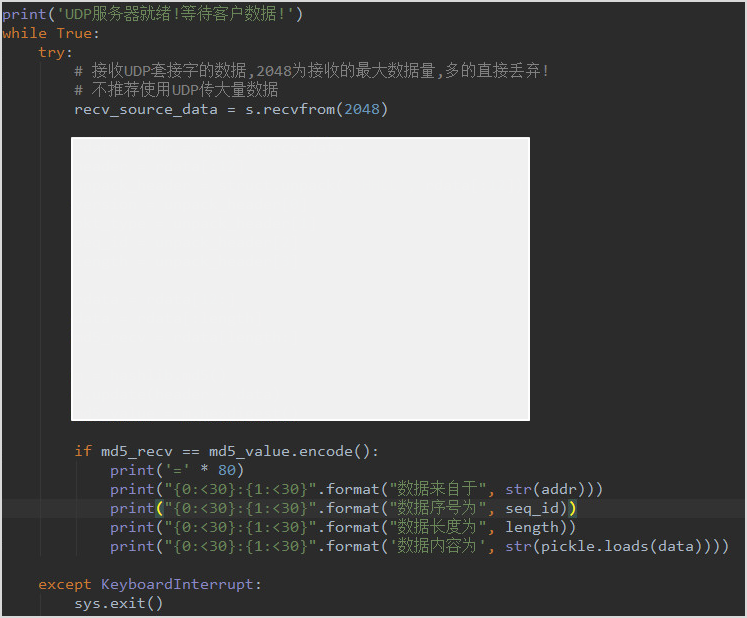 print('UDP服务器就绪!等待客户数据!')
while True:
    try:
        # 接收UDP套接字的数据,2048为接收的最大数据量,多的直接丢弃!
        # 不推荐使用UDP传大量数据
        recv_source_data = s.recvfrom(2048)
        if md5_recv == md5_value.encode():
            print('=' * 80)
            print("{0:<30}:{1:<30}".format("数据来自于", str(addr)))
            print("{0:<30}:{1:<30}".format("数据序号为", seq_id))
            print("{0:<30}:{1:<30}".format("数据长度为", length))
            print("{0:<30}:{1:<30}".format('数据内容为', str(pickle.loads(data))))
    except KeyboardInterrupt:
        sys.exit()